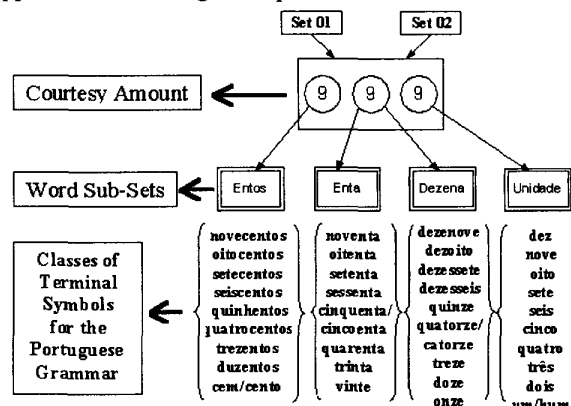 Set 01
Set 02
Courtesy Amount
9 9 9
Word Sub-Sets
Entos
Enta
Dezena
Unidade
Classes of
Terminal
Symbols
for the
Portuguese
Grammar
novecentos
oitocentos
setecentos
seiscentos
quinhentos
quatrocentos
trezentos
duzentos
cem/cento
noventa
oitenta
setenta
sessenta
cinquenta/
cincoenta
quarenta
trinta
vinte
dezenove
dezoito
dezessete
dezesseis
quinze
quatorze/
catorze
treze
doze
onze
dez
nove
oito
sete
seis
cinco
quatro
três
dois
um/hum